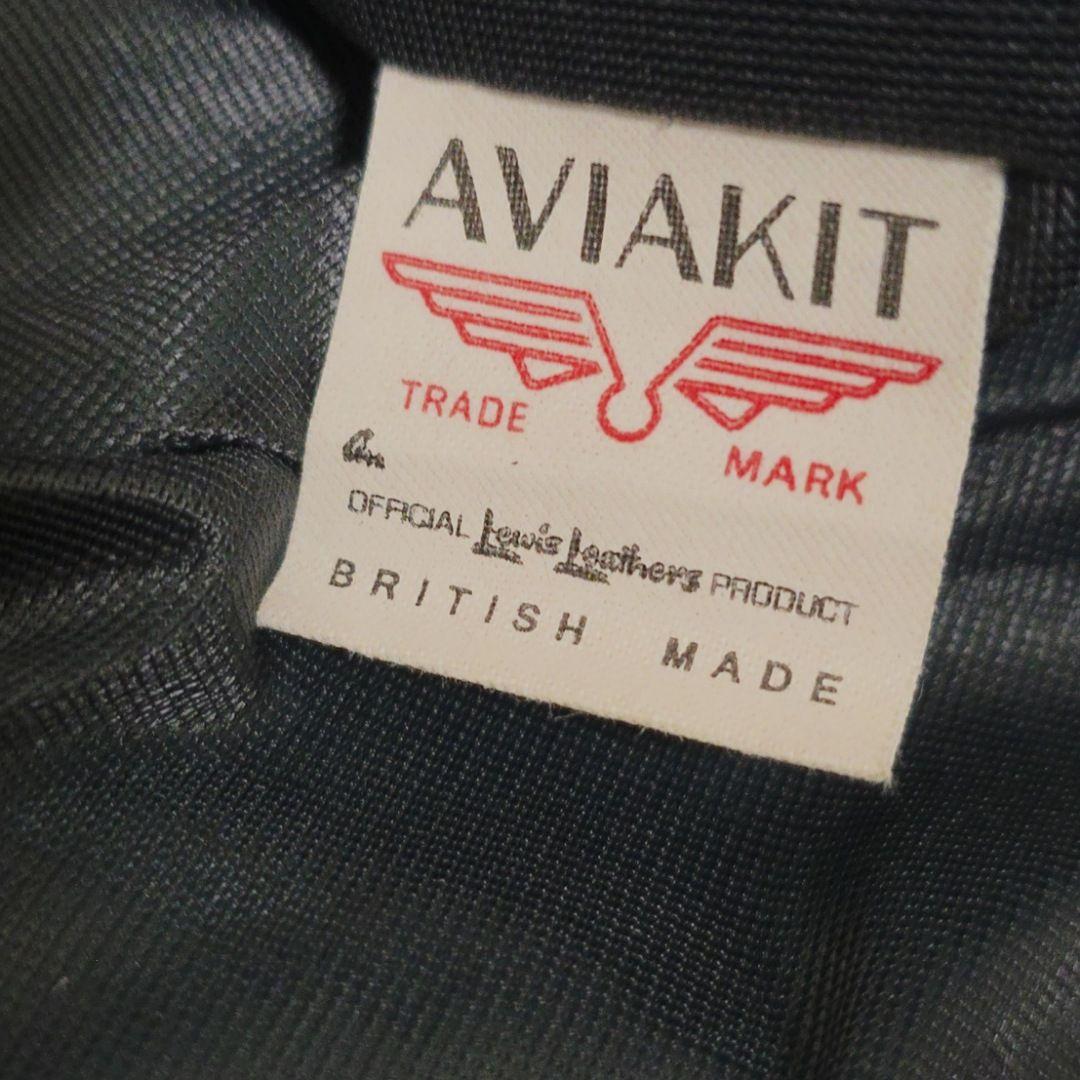 AVIAKIT
TRADE MARK
An
OFFICIAL Lewis Leathers PRODUCT
BRITISH MADE